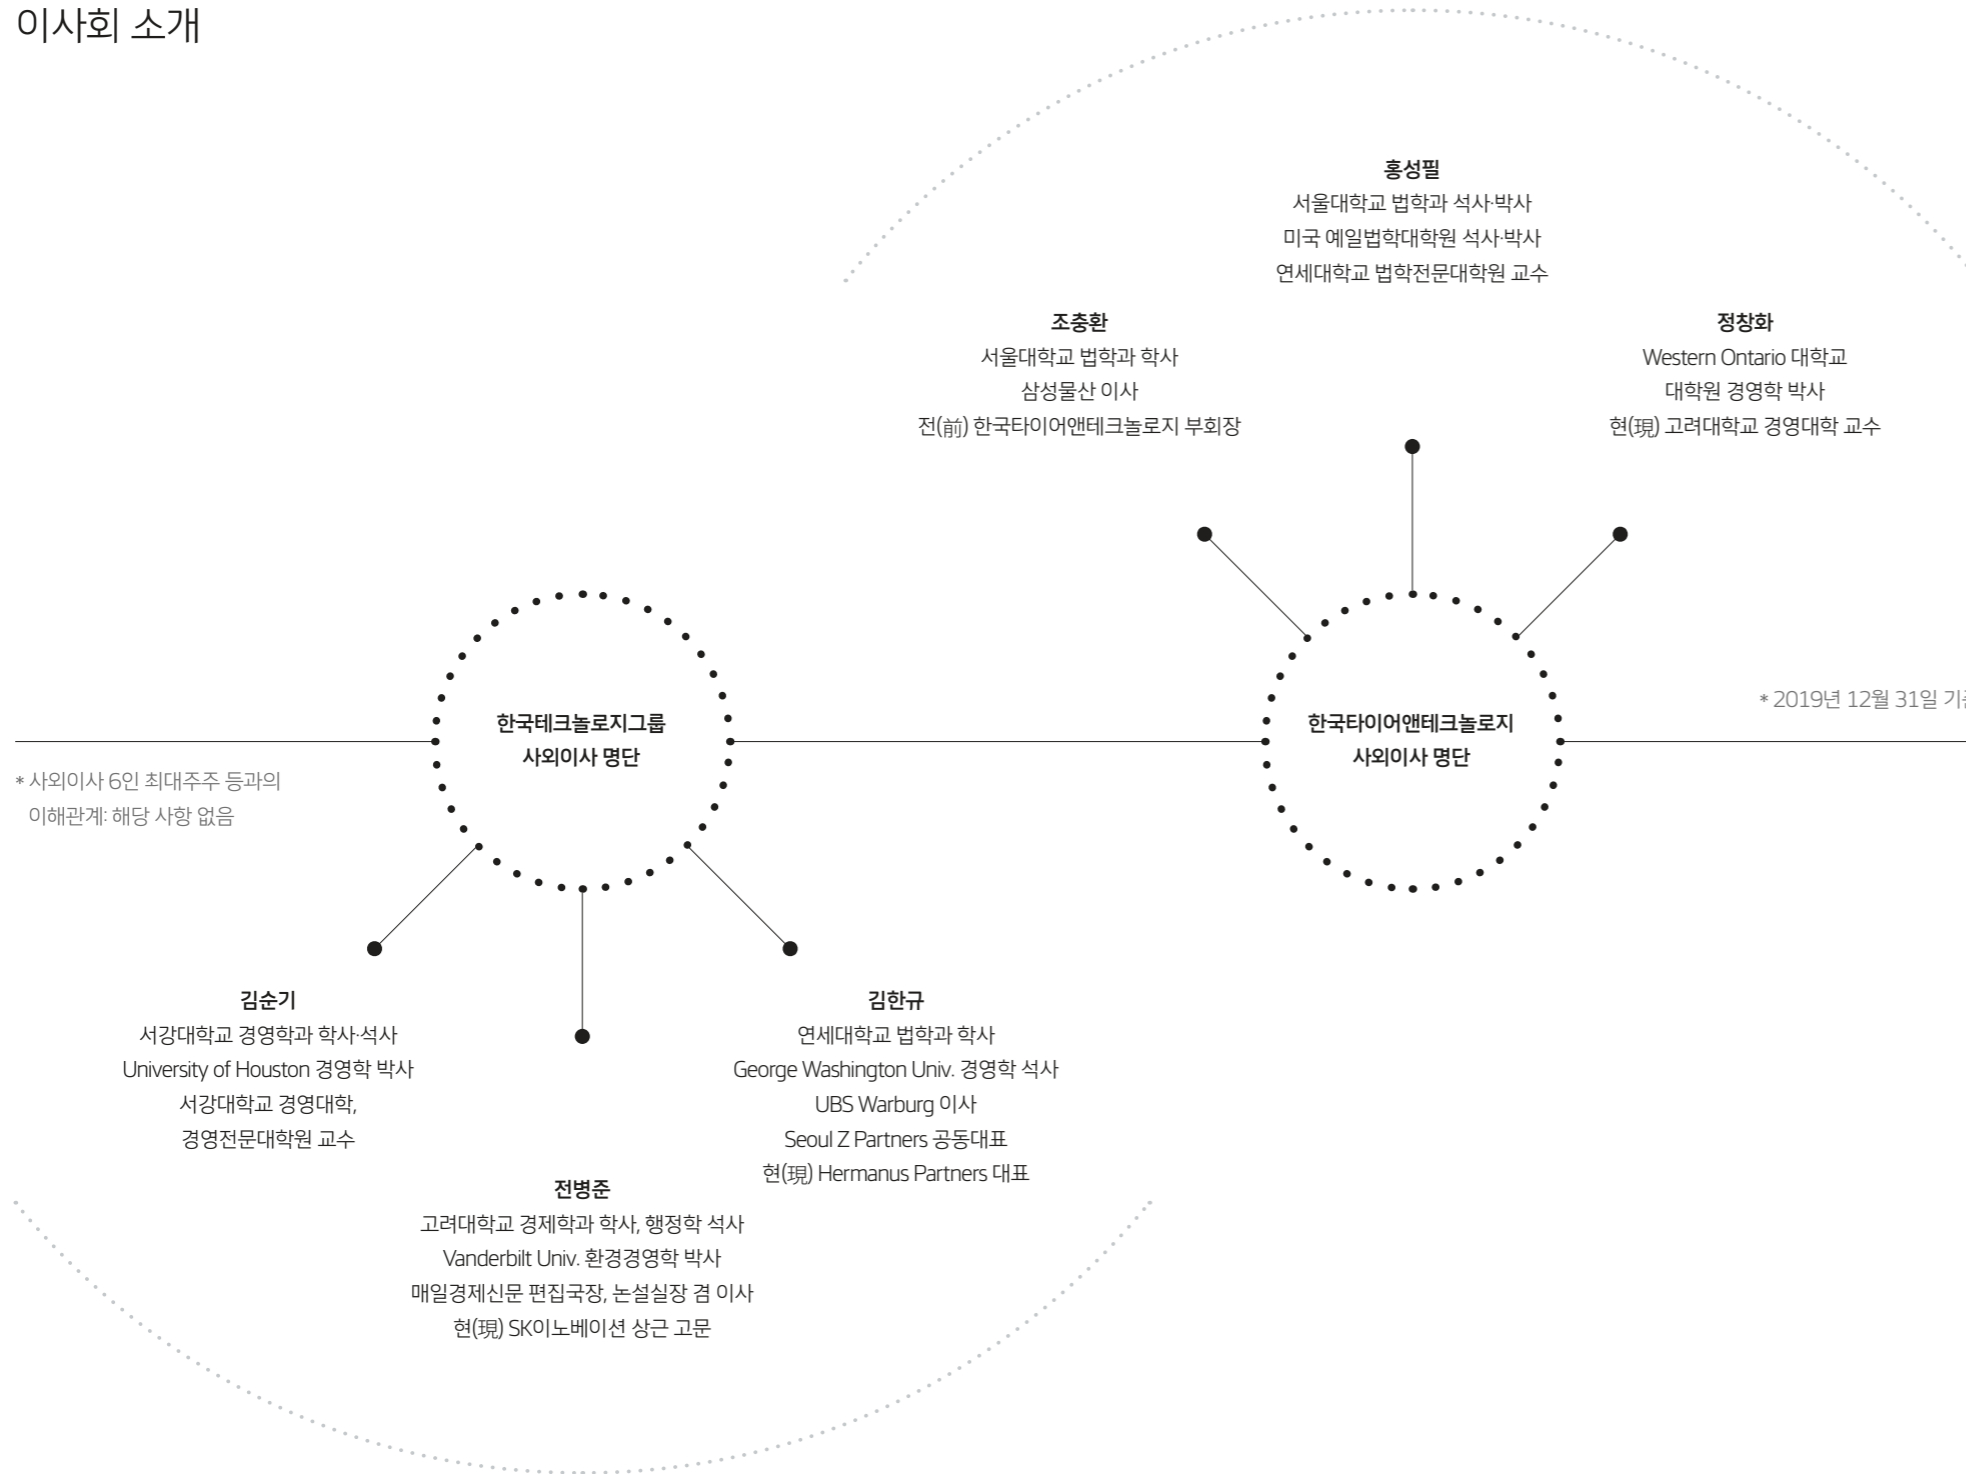 이사회 소개
홍성필
서울대학교 법학과 석사·박사
미국 예일법학대학원 석사·박사
연세대학교 법학전문대학원 교수
조충환
서울대학교 법학과 학사
삼성물산 이사
전(前) 한국타이어앤테크놀로지 부회장
정창화
Western Ontario 대학교
대학원 경영학 박사
현(現) 고려대학교 경영대학 교수
한국테크놀로지그룹
사외이사 명단
한국타이어앤테크놀로지
사외이사 명단
* 2019년 12월 31일
* 사외이사 6인 최대주주 등과의
이해관계: 해당 사항 없음
김순기
서강대학교 경영학과 학사·석사
University of Houston 경영학 박사
서강대학교 경영대학,
경영전문대학원 교수
전병준
고려대학교 경제학과 학사, 행정학 석사
Vanderbilt Univ. 환경경영학 박사
매일경제신문 편집국장, 논설실장 겸 이사
현(現) SK이노베이션 상근 고문
김한규
연세대학교 법학과 학사
George Washington Univ. 경영학 석사
UBS Warburg 이사
Seoul Z Partners 공동대표
현(現) Hermanus Partners 대표